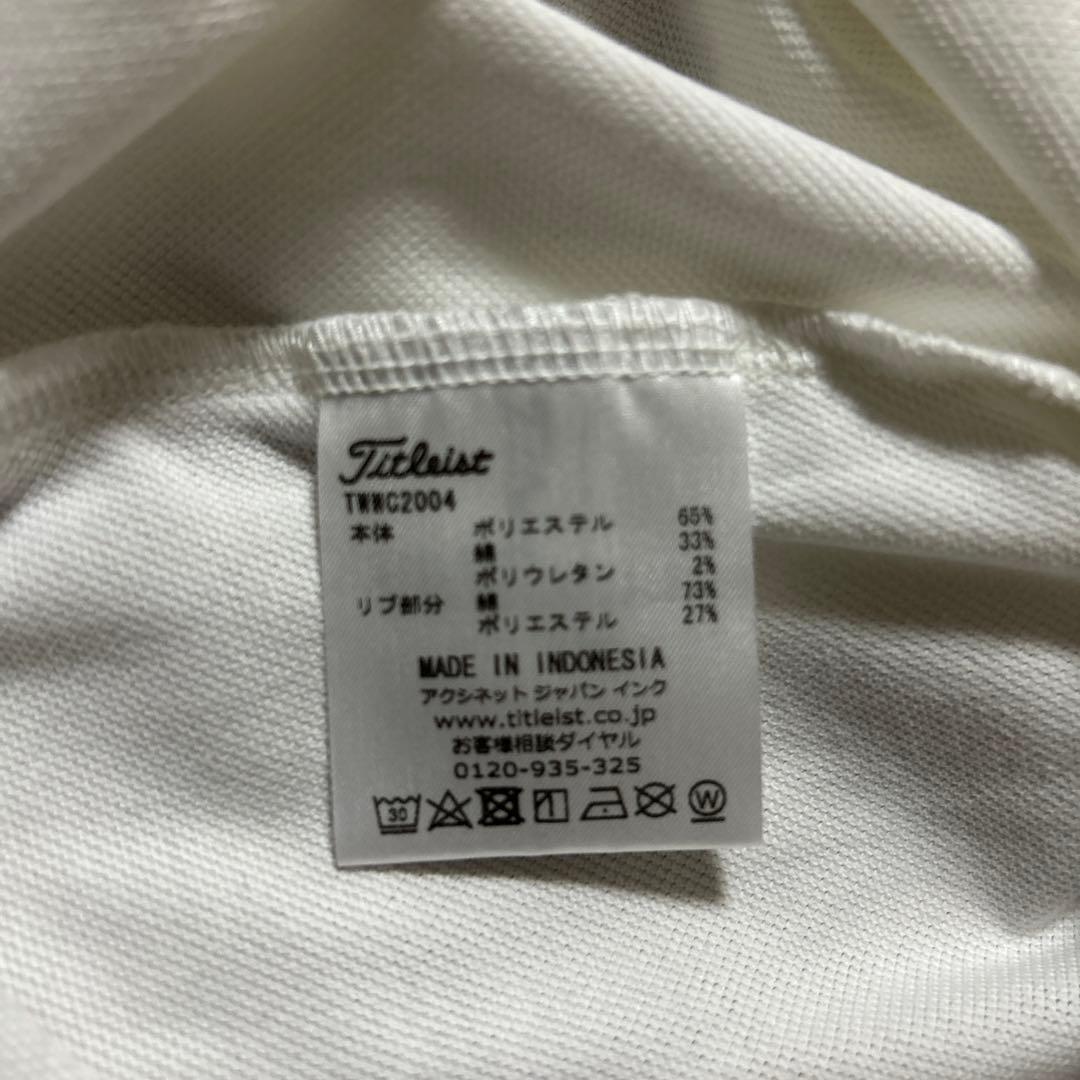 Titleist
TWMC2004
本体 ポリエステル 65%
綿 33%
ポリウレタン 2%
リブ部分 綿 73%
ポリエステル 27%
MADE IN INDONESIA
アクシネット ジャパン インク
www.titleist.co.jp
お客様相談ダイヤル
0120-935-325
30 W